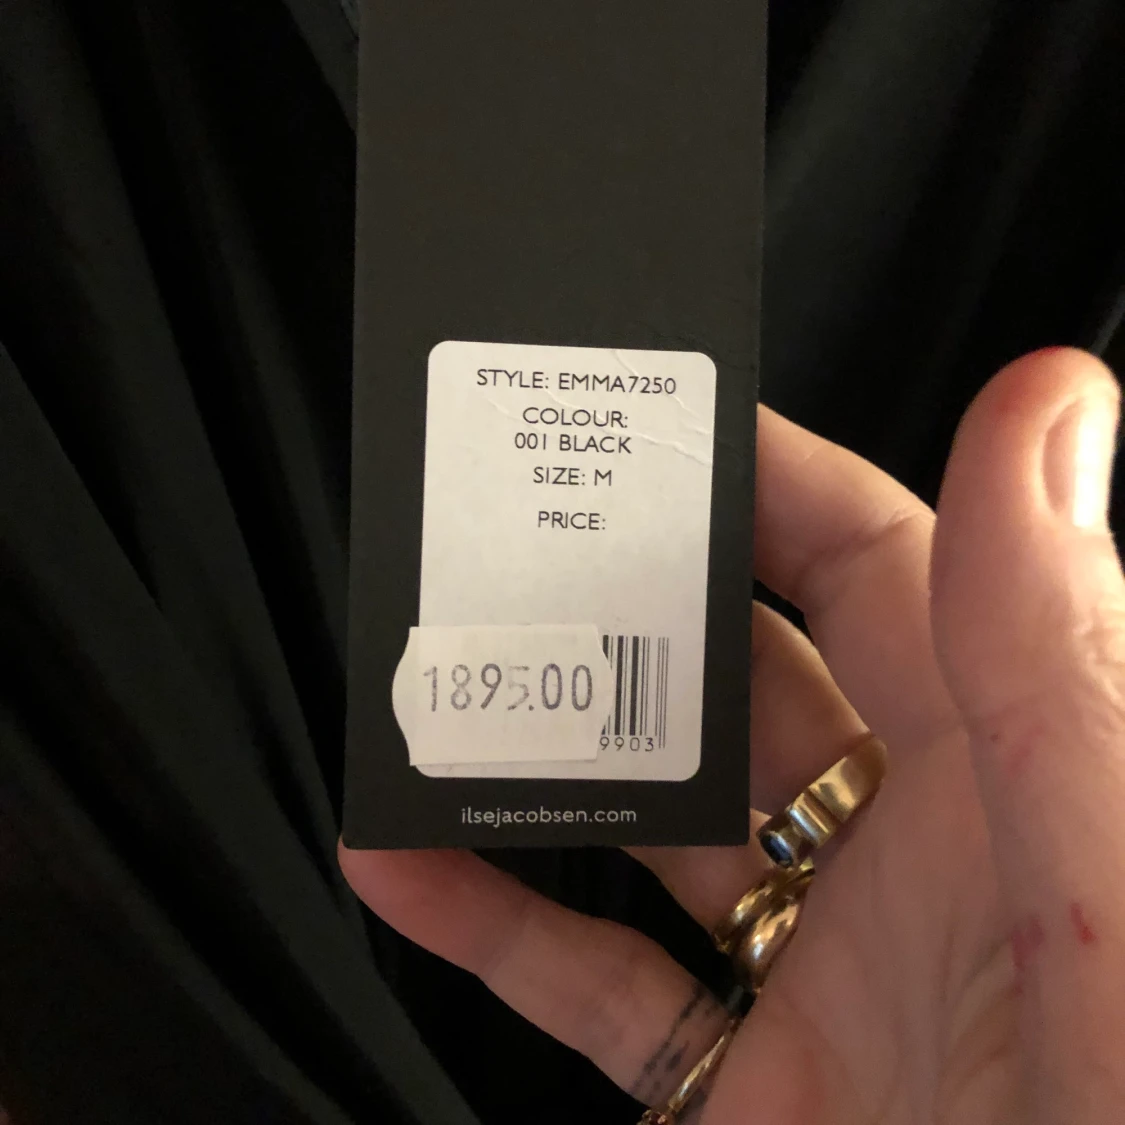 STYLE: EMMA7250
COLOUR:
001 BLACK
SIZE: M
PRICE:
1895.00
9903
ilsejacobsen.com